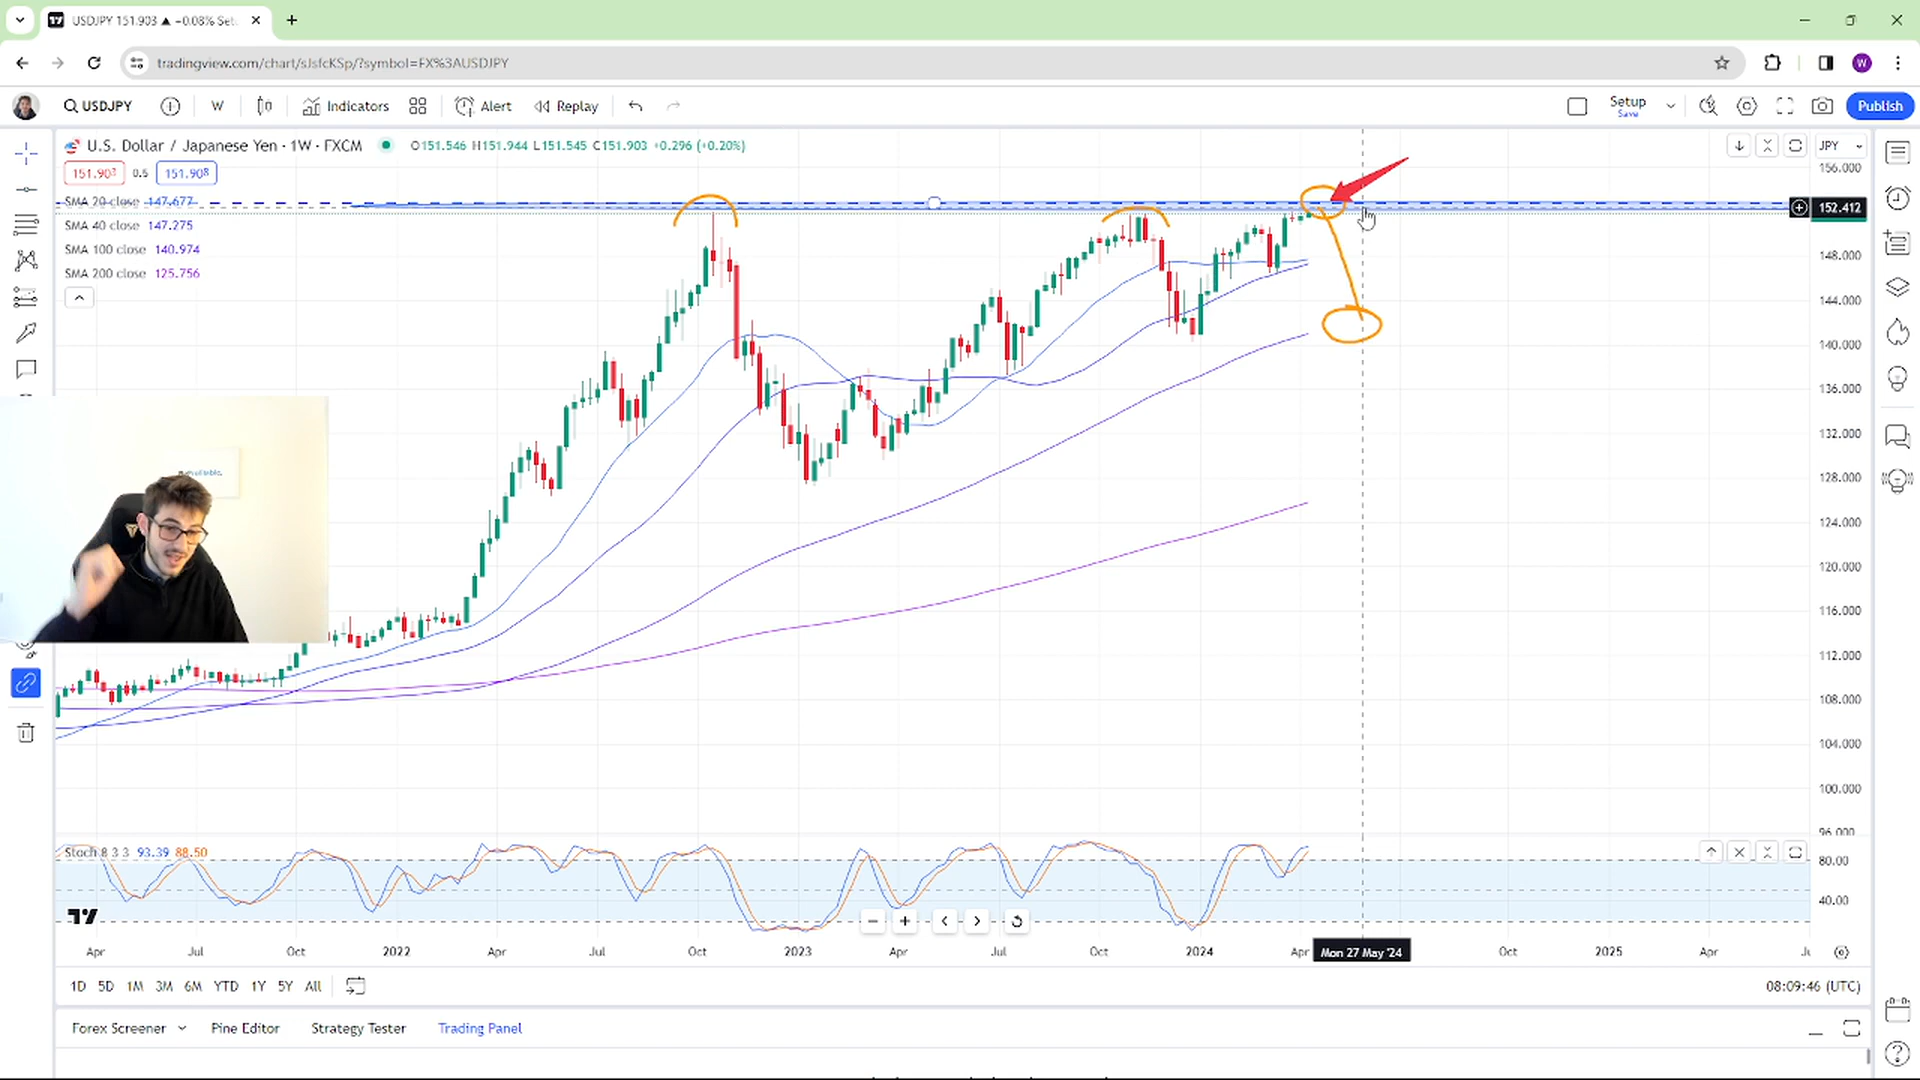 USDJPY 151.903 ▲ −0.08% Set
tradingview.com/chart/sJsfcKSp/?symbol=FX%3AUSDJPY
W
USDJPY
W
Indicators
Alert
Replay
Setup
Save
Publish
U.S. Dollar / Japanese Yen · 1W · FXCM
O151.546 H151.944 L151.545 C151.903 +0.296 (+0.20%)
JPY
151.903
0.5
151.908
SMA 20 close 147.677
SMA 40 close 147.275
SMA 100 close 140.974
SMA 200 close 125.756
156.000
152.412
148.000
144.000
140.000
136.000
132.000
128.000
124.000
120.000
116.000
112.000
108.000
104.000
100.000
96.000
Stoch 8 3 3 93.39 88.50
80.00
40.00
Apr Jul Oct 2022 Apr Jul Oct 2023 Apr Jul Oct 2024 Apr Mon 27 May '24 Oct 2025 Apr
1D 5D 1M 3M 6M YTD 1Y 5Y All
08:09:46 (UTC)
Forex Screener Pine Editor Strategy Tester Trading Panel